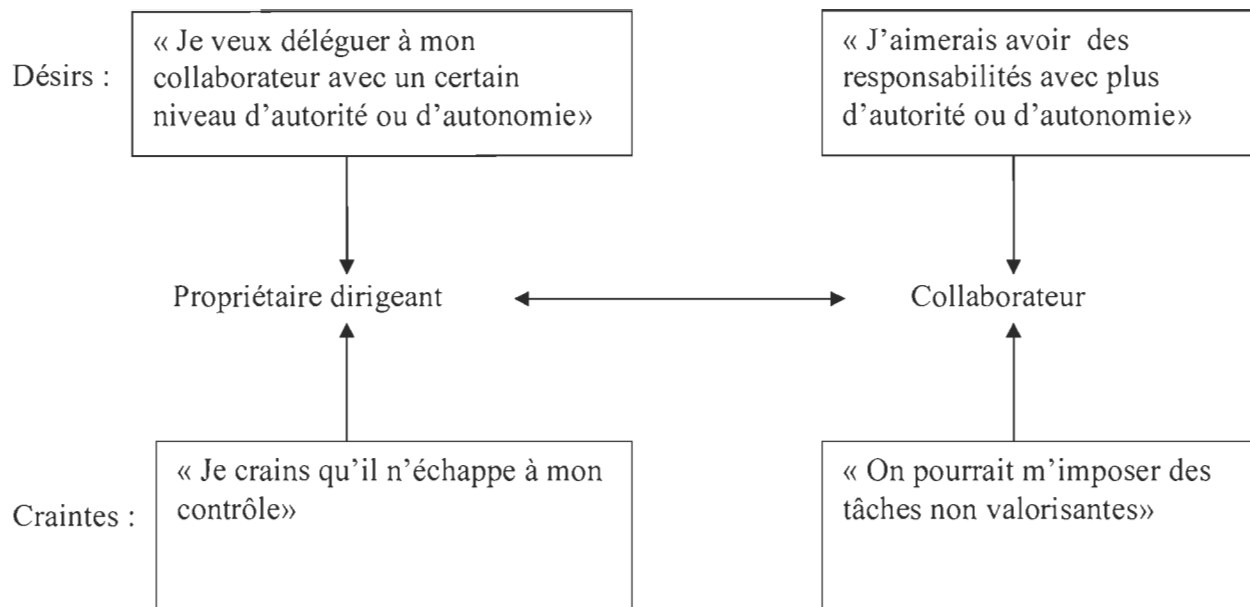 Désirs :
« Je veux déléguer à mon
collaborateur avec un certain
niveau d'autorité ou d'autonomie»
« J'aimerais avoir des
responsabilités avec plus
d'autorité ou d'autonomie»
Propriétaire dirigeant
Collaborateur
Craintes :
« Je crains qu'il n'échappe à mon
contrôle»
« On pourrait m'imposer des
tâches non valorisantes»